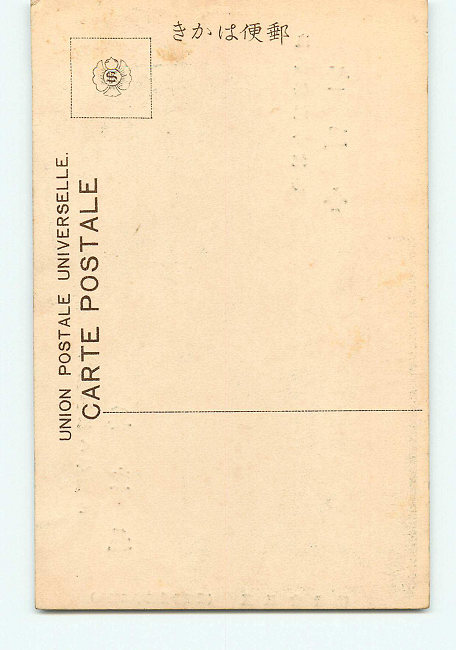 きかは便郵
UNION POSTALE UNIVERSELLE.
CARTE POSTALE
S